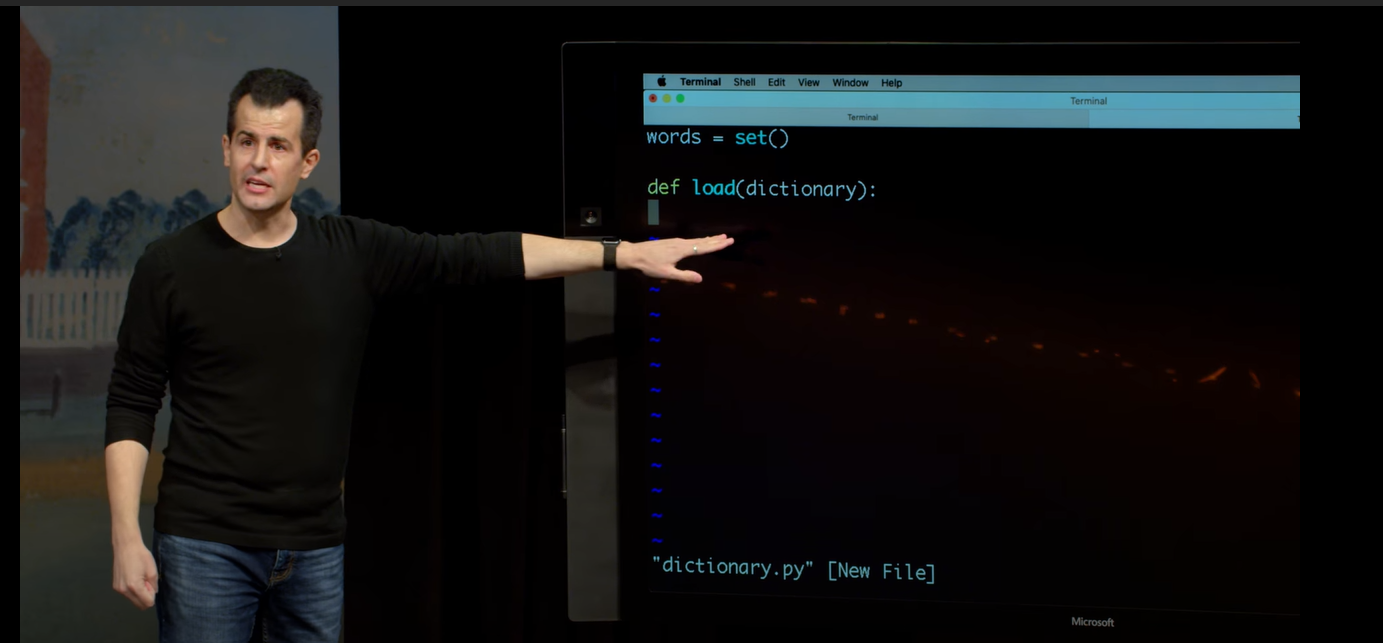 Terminal Shell Edit View Window Help
Terminal
Terminal
words = set()
def load(dictionary):
~
~
~
~
~
~
~
~
~
~
~
~
"dictionary.py" [New File]
Microsoft